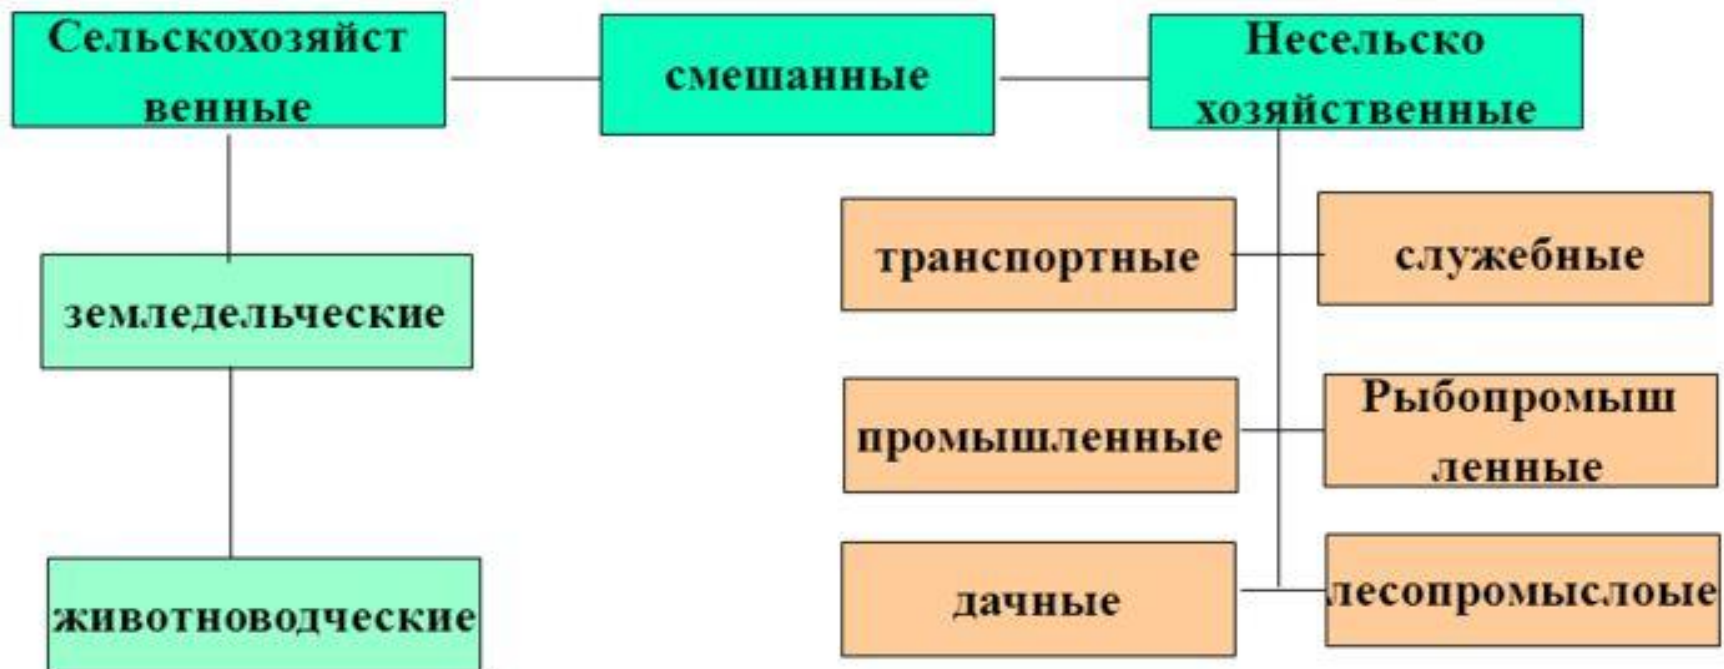 Сельскохозяйст
венные
смешанные
Несельско
хозяйственные
транспортные
служебные
земледельческие
промышленные
Рыбопромыш
ленные
дачные
лесопромыслоые
животноводческие